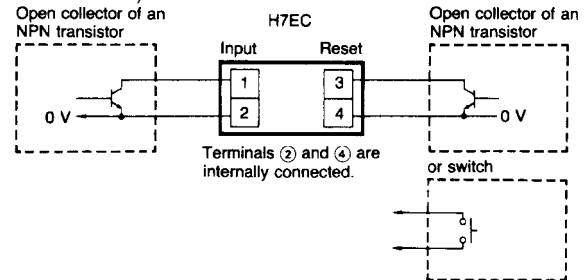 Open collector of an
NPN transistor
H7EC
Open collector of an
NPN transistor
Input
Reset
1
3
2
4
0 V
0 V
Terminals ② and ④ are
internally connected.
or switch